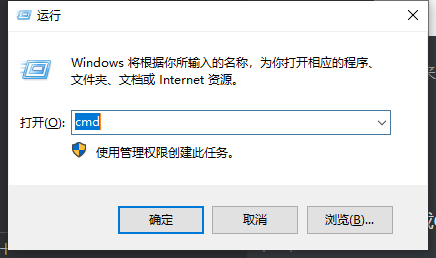 运行
Windows 将根据你所输入的名称，为你打开相应的程序、
文件夹、文档或 Internet 资源。
打开(O): cmd
使用管理权限创建此任务。
确定 取消 浏览(B)...